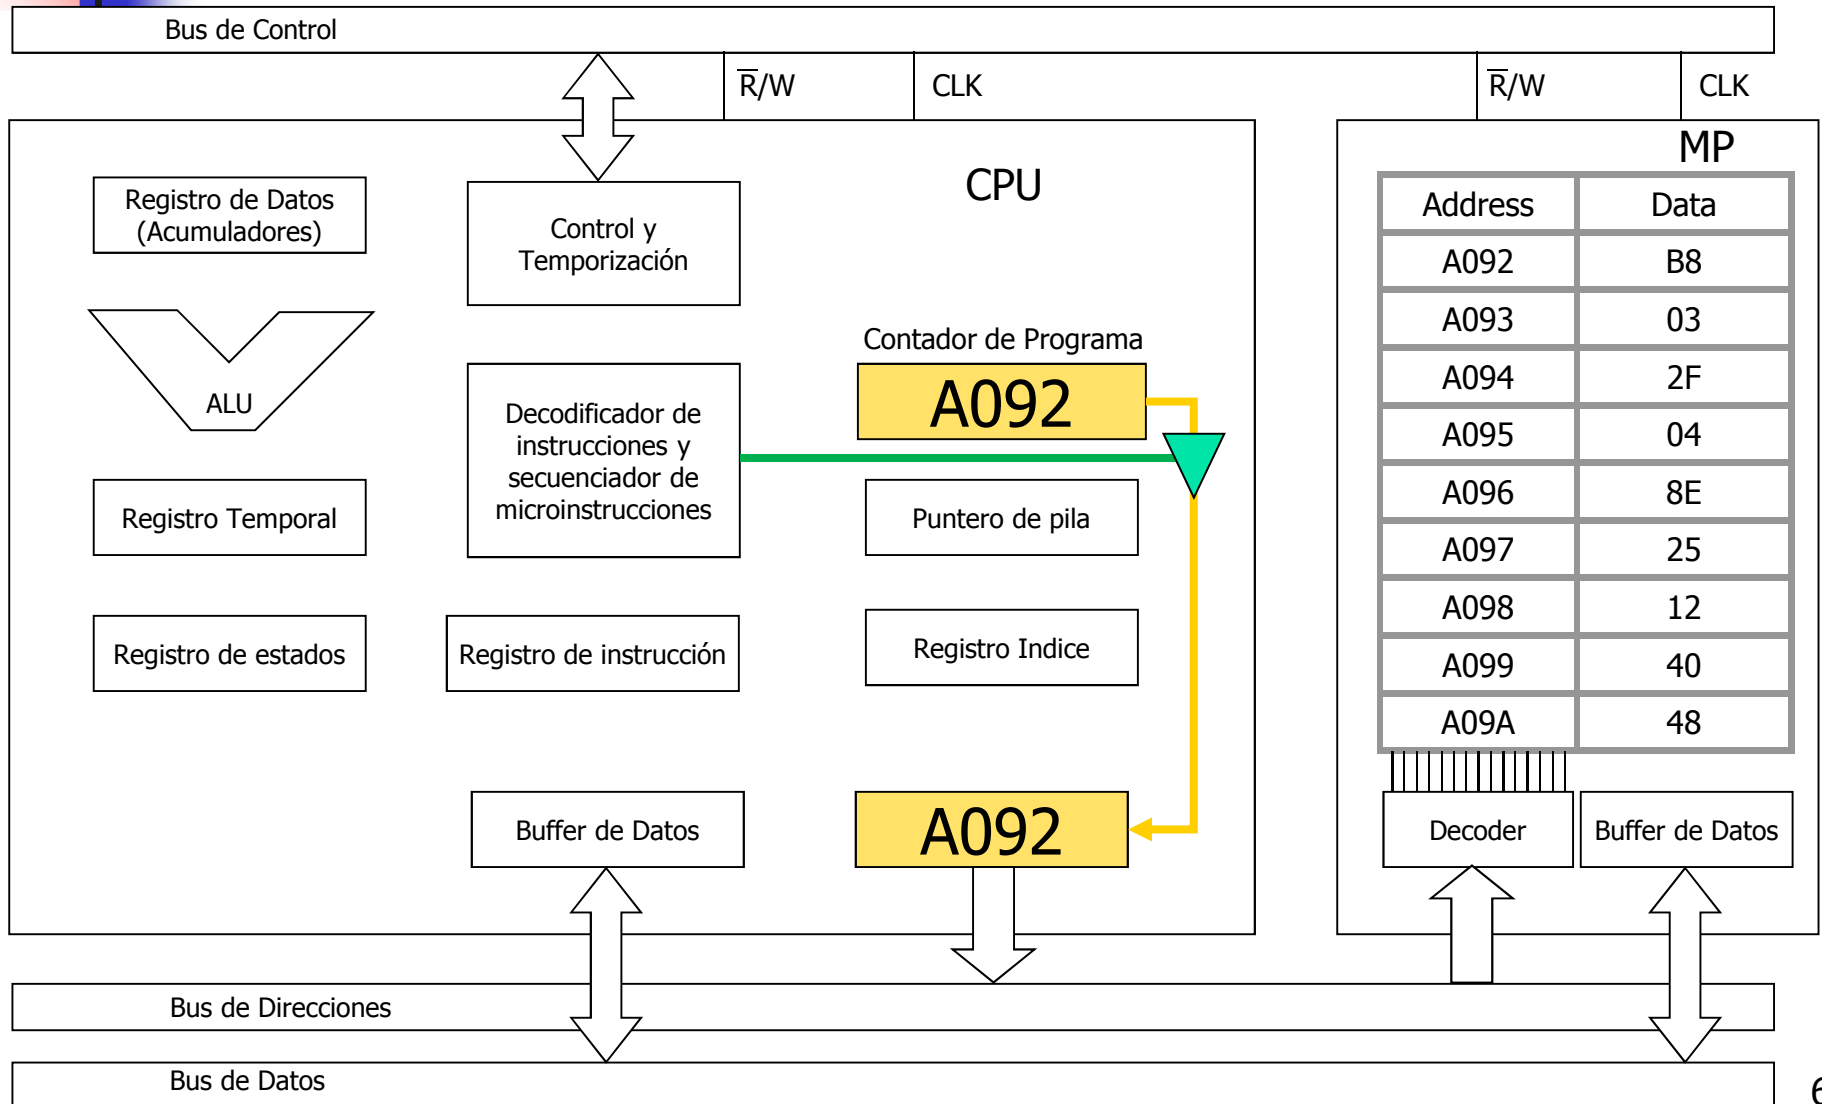 Bus de Control
R̅/W
CLK
R̅/W
CLK
CPU
MP
Registro de Datos
(Acumuladores)
Control y
Temporización
ALU
Decodificador de
instrucciones y
secuenciador de
microinstrucciones
Contador de Programa
A092
Registro Temporal
Puntero de pila
Registro de estados
Registro de instrucción
Registro Indice
Buffer de Datos
A092
Address Data
A092 B8
A093 03
A094 2F
A095 04
A096 8E
A097 25
A098 12
A099 40
A09A 48
Decoder
Buffer de Datos
Bus de Direcciones
Bus de Datos